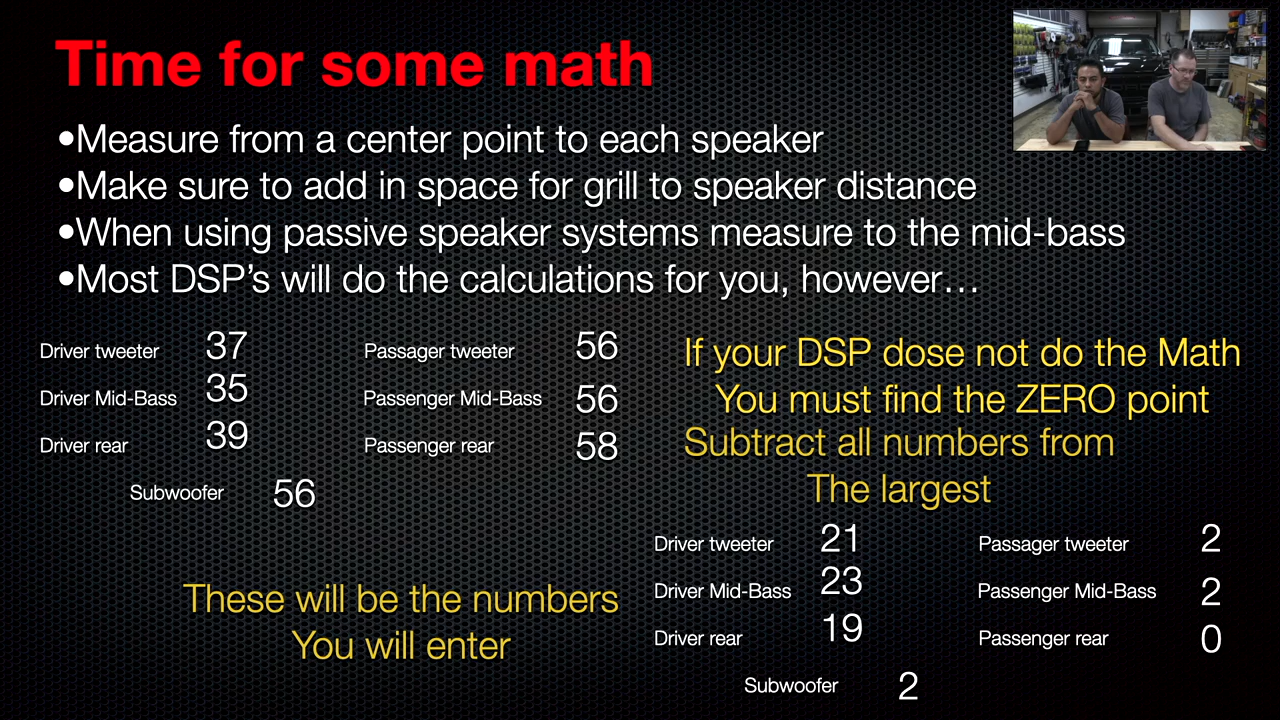 Time for some math
•Measure from a center point to each speaker
•Make sure to add in space for grill to speaker distance
•When using passive speaker systems measure to the mid-bass
•Most DSP’s will do the calculations for you, however…
Driver tweeter 37 Passager tweeter 56
Driver Mid-Bass 35 Passenger Mid-Bass 56
Driver rear 39 Passenger rear 58
Subwoofer 56
If your DSP dose not do the Math
You must find the ZERO point
Subtract all numbers from
The largest
These will be the numbers
You will enter
Driver tweeter 21 Passager tweeter 2
Driver Mid-Bass 23 Passenger Mid-Bass 2
Driver rear 19 Passenger rear 0
Subwoofer 2